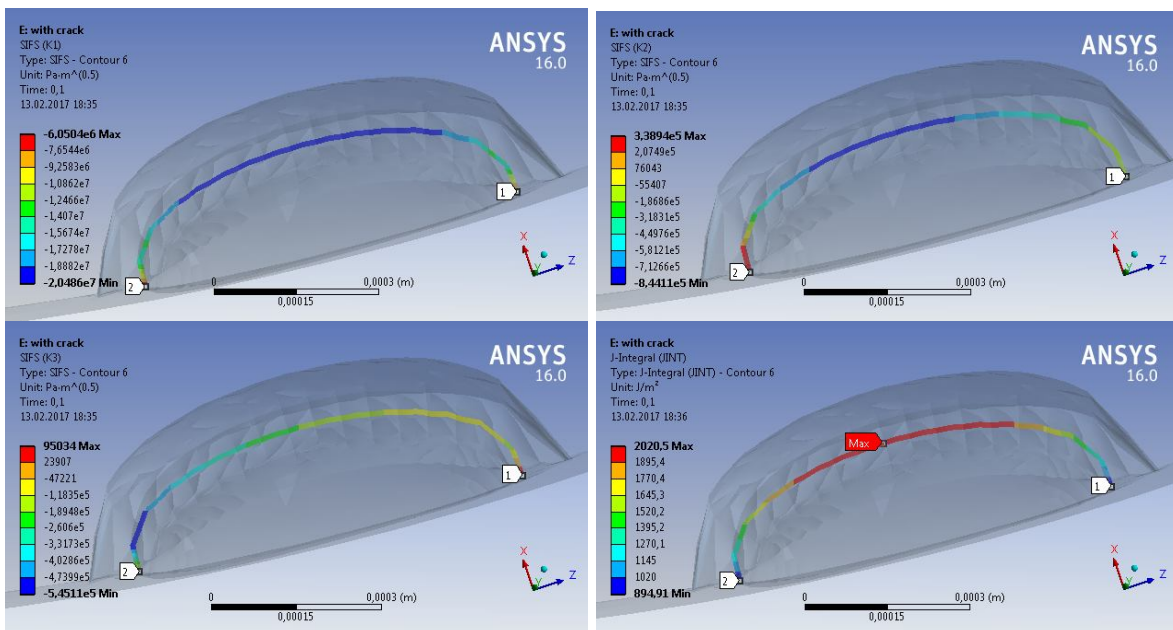 E: with crack
SIFS (K1)
Type: SIFS - Contour 6
Unit: Pa·m^(0.5)
Time: 0,1
13.02.2017 18:35
ANSYS
16.0
-6,0504e6 Max
-7,6544e6
-9,2583e6
-1,0862e7
-1,2466e7
-1,407e7
-1,5674e7
-1,7278e7
-1,8882e7
-2,0486e7 Min
1
2
0
0,0003 (m)
0,00015
X
Y
Z
E: with crack
SIFS (K2)
Type: SIFS - Contour 6
Unit: Pa·m^(0.5)
Time: 0,1
13.02.2017 18:35
ANSYS
16.0
3,3894e5 Max
2,0749e5
76043
-55407
-1,8686e5
-3,1831e5
-4,4976e5
-5,8121e5
-7,1266e5
-8,4411e5 Min
1
2
0
0,0003 (m)
0,00015
X
Y
Z
E: with crack
SIFS (K3)
Type: SIFS - Contour 6
Unit: Pa·m^(0.5)
Time: 0,1
13.02.2017 18:35
ANSYS
16.0
95034 Max
23907
-47221
-1,1835e5
-1,8948e5
-2,606e5
-3,3173e5
-4,0286e5
-4,7399e5
-5,4511e5 Min
1
2
0
0,0003 (m)
0,00015
X
Y
Z
E: with crack
J-Integral (JINT)
Type: J-Integral (JINT) - Contour 6
Unit: J/m²
Time: 0,1
13.02.2017 18:36
ANSYS
16.0
2020,5 Max
1895,4
1770,4
1645,3
1520,2
1395,2
1270,1
1145
1020
894,91 Min
Max
1
2
0
0,0003 (m)
0,00015
X
Y
Z